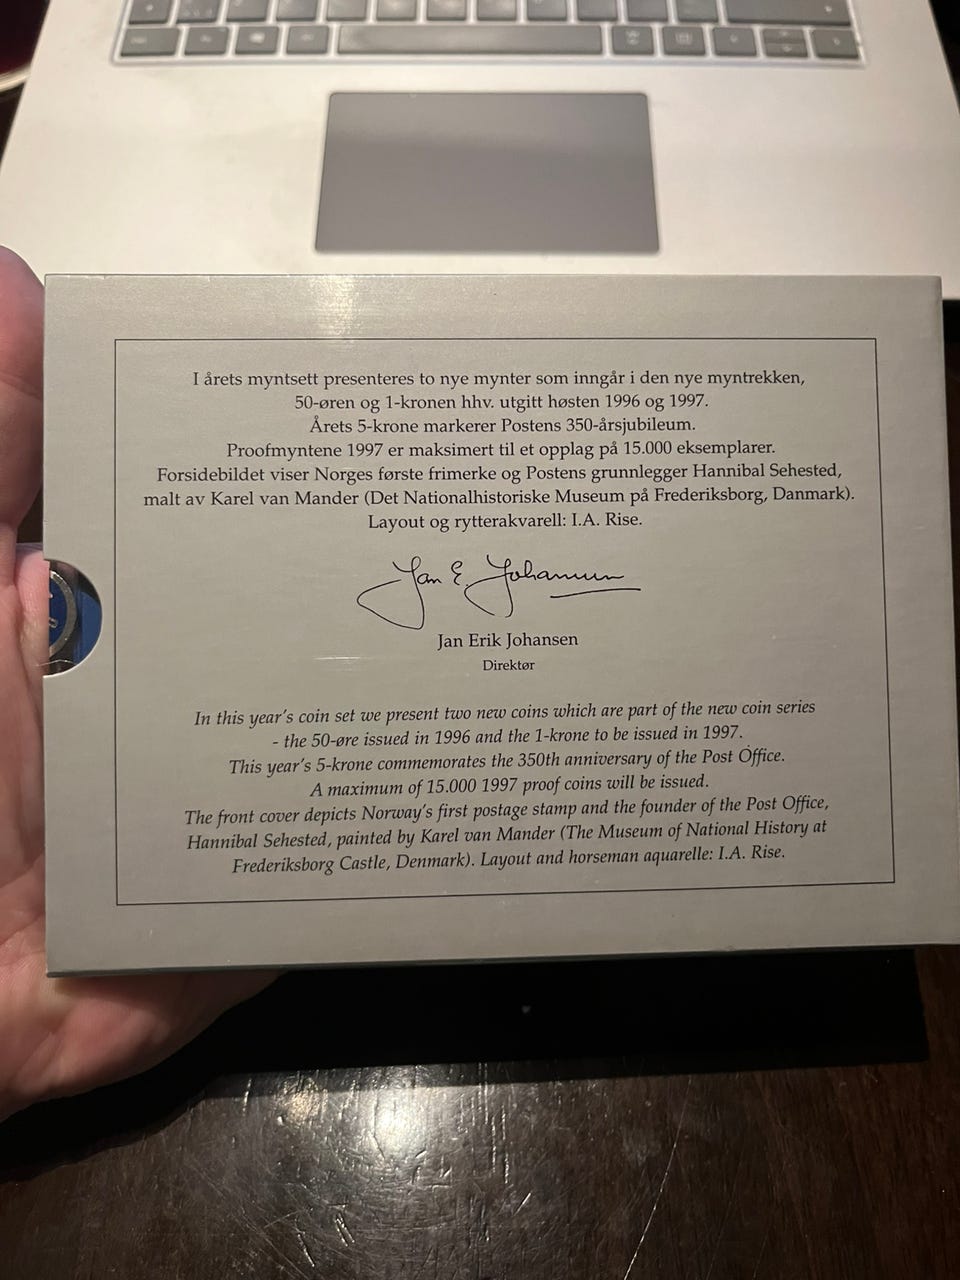 I årets myntsett presenteres to nye mynter som inngår i den nye myntrekken,
50-øren og 1-kronen hhv. utgitt høsten 1996 og 1997.
Årets 5-krone markerer Postens 350-årsjubileum.
Proofmyntene 1997 er maksimert til et opplag på 15.000 eksemplarer.
Forsidebildet viser Norges første frimerke og Postens grunnlegger Hannibal Sehested,
malt av Karel van Mander (Det Nationalhistoriske Museum på Frederiksborg, Danmark).
Layout og rytterakvarell: I.A. Rise.
Jan E. Johansen
Jan Erik Johansen
Direktør
In this year's coin set we present two new coins which are part of the new coin series
- the 50-øre issued in 1996 and the 1-krone to be issued in 1997.
This year's 5-krone commemorates the 350th anniversary of the Post Office.
A maximum of 15.000 1997 proof coins will be issued.
The front cover depicts Norway's first postage stamp and the founder of the Post Office,
Hannibal Sehested, painted by Karel van Mander (The Museum of National History at
Frederiksborg Castle, Denmark). Layout and horseman aquarelle: I.A. Rise.